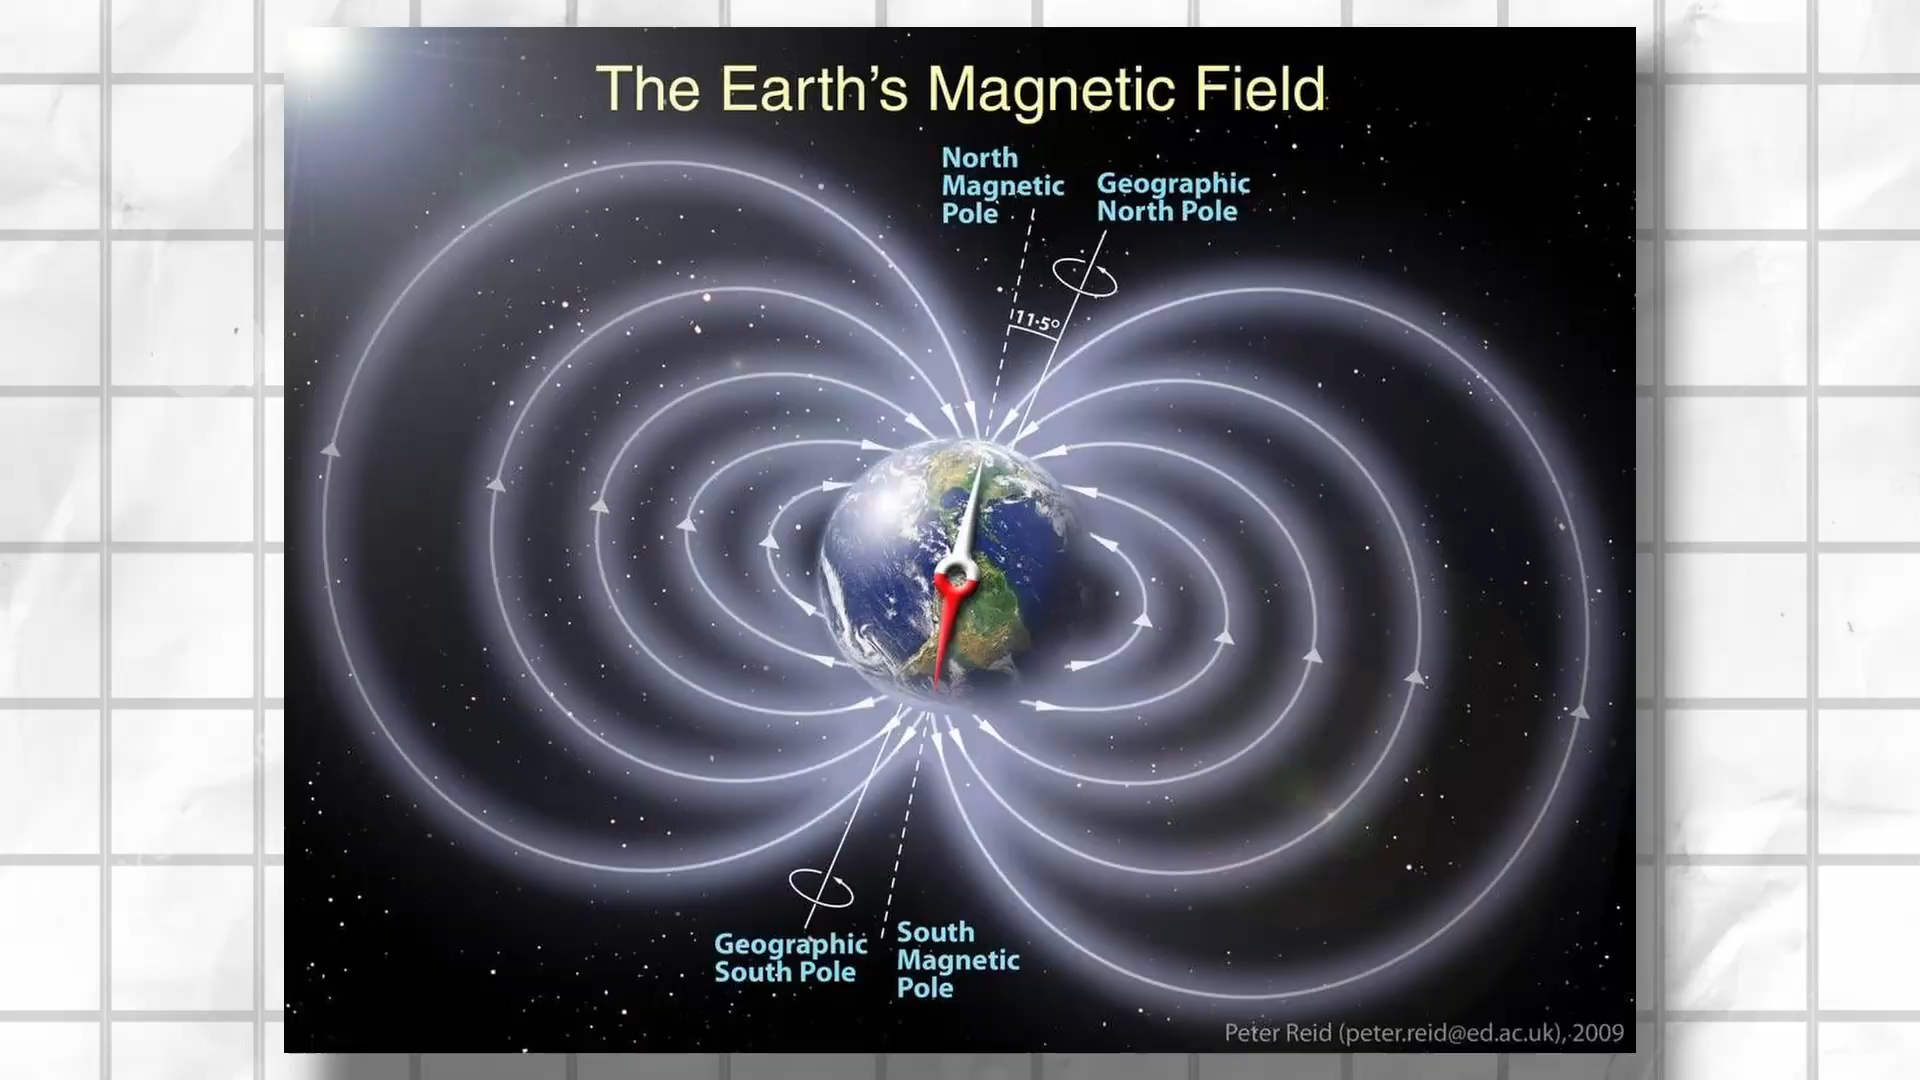 The Earth's Magnetic Field
North
Magnetic
Pole
Geographic
North Pole
11·5°
Geographic
South Pole
South
Magnetic
Pole
Peter Reid (peter.reid@ed.ac.uk), 2009